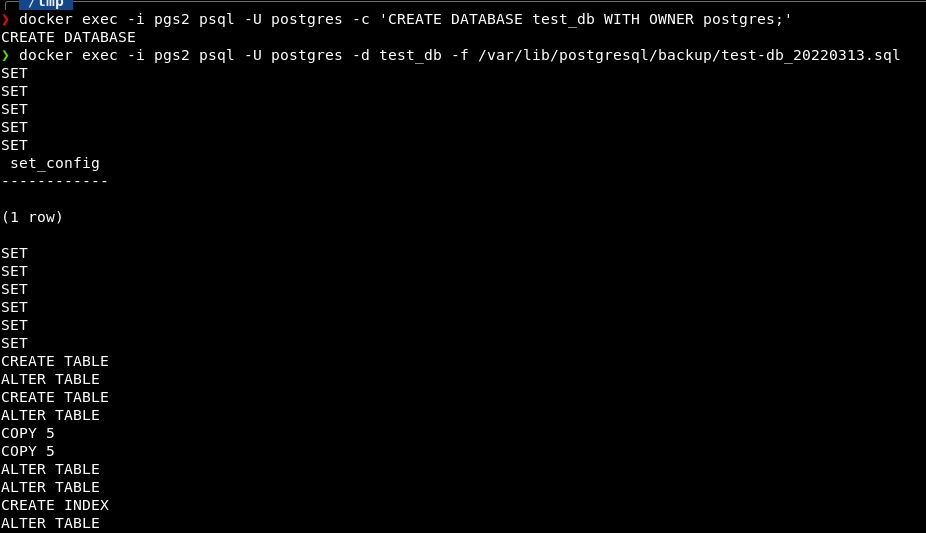 /tmp
❯ docker exec -i pgs2 psql -U postgres -c 'CREATE DATABASE test_db WITH OWNER postgres;'
CREATE DATABASE
❯ docker exec -i pgs2 psql -U postgres -d test_db -f /var/lib/postgresql/backup/test-db_20220313.sql
SET
SET
SET
SET
SET
 set_config
------------

(1 row)

SET
SET
SET
SET
SET
SET
CREATE TABLE
ALTER TABLE
CREATE TABLE
ALTER TABLE
COPY 5
COPY 5
ALTER TABLE
ALTER TABLE
CREATE INDEX
ALTER TABLE